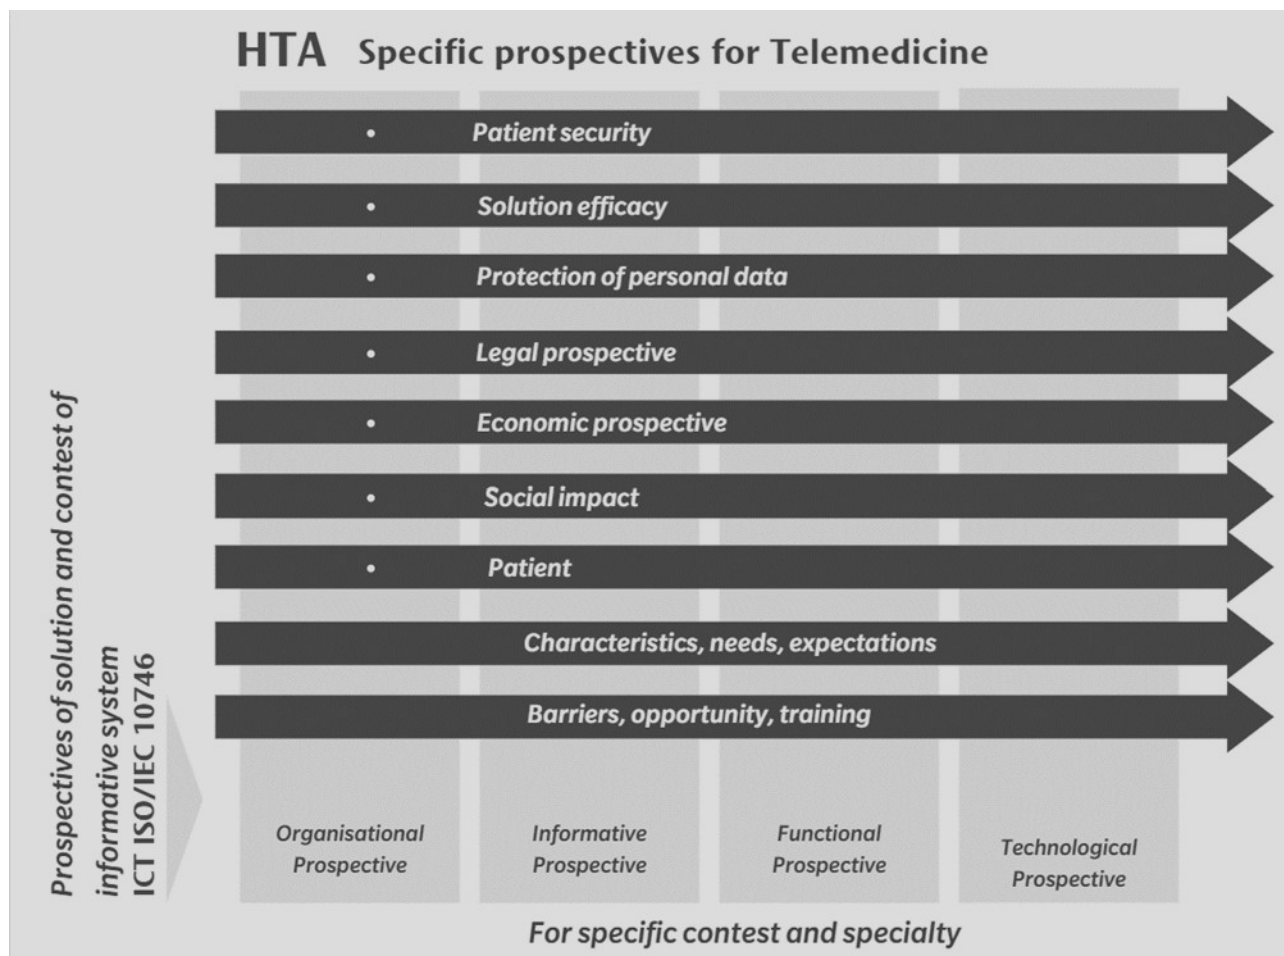 HTA Specific prospectives for Telemedicine
• Patient security
• Solution efficacy
• Protection of personal data
• Legal prospective
• Economic prospective
• Social impact
• Patient
Characteristics, needs, expectations
Barriers, opportunity, training
Prospectives of solution and contest of
informative system
ICT ISO/IEC 10746
Organisational
Prospective
Informative
Prospective
Functional
Prospective
Technological
Prospective
For specific contest and specialty